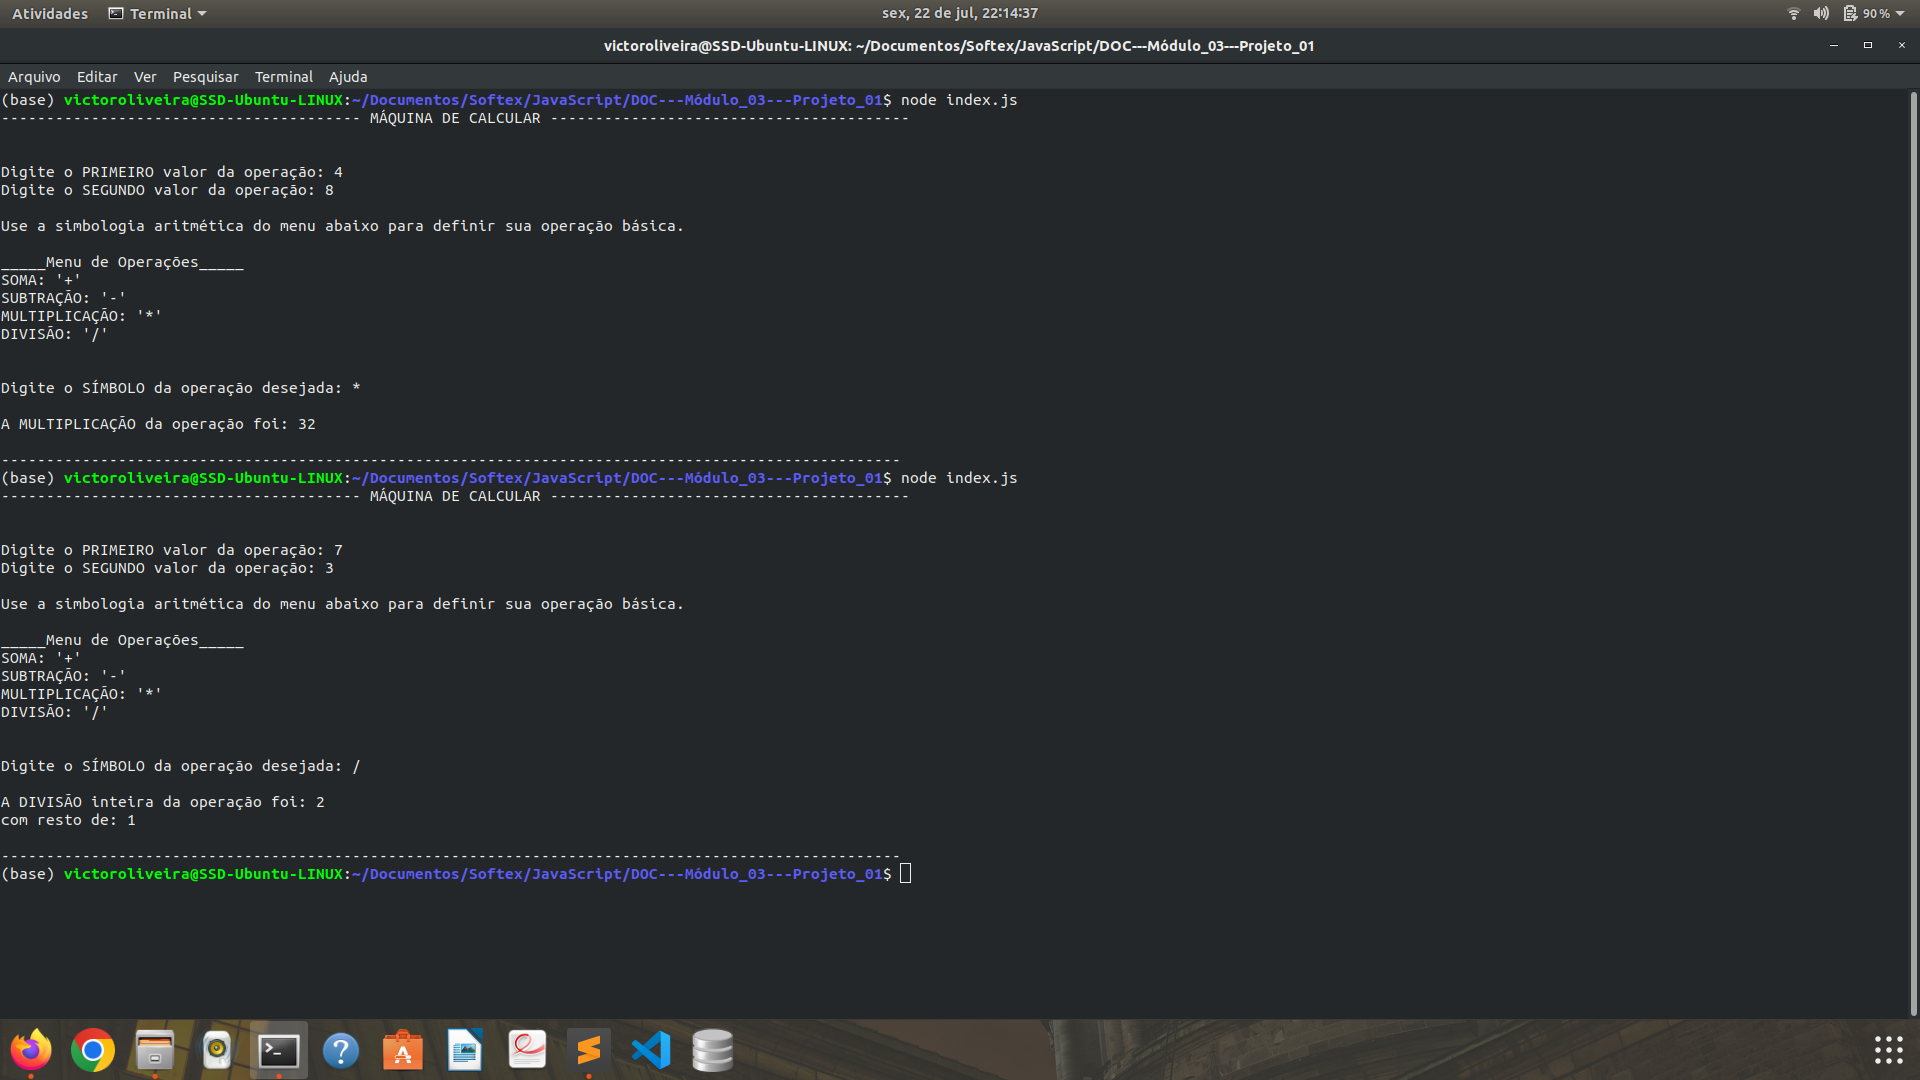 Atividades Terminal sex, 22 de jul, 22:14:37 90 %
victoroliveira@SSD-Ubuntu-LINUX: ~/Documentos/Softex/JavaScript/DOC---Módulo_03---Projeto_01
Arquivo Editar Ver Pesquisar Terminal Ajuda
(base) victoroliveira@SSD-Ubuntu-LINUX:~/Documentos/Softex/JavaScript/DOC---Módulo_03---Projeto_01$ node index.js
---------------------------------------- MÁQUINA DE CALCULAR ----------------------------------------
Digite o PRIMEIRO valor da operação: 4
Digite o SEGUNDO valor da operação: 8
Use a simbologia aritmética do menu abaixo para definir sua operação básica.
_____Menu de Operações_____
SOMA: '+'
SUBTRAÇÃO: '-'
MULTIPLICAÇÃO: '*'
DIVISÃO: '/'
Digite o SÍMBOLO da operação desejada: *
A MULTIPLICAÇÃO da operação foi: 32
----------------------------------------------------------------------------------------------------
(base) victoroliveira@SSD-Ubuntu-LINUX:~/Documentos/Softex/JavaScript/DOC---Módulo_03---Projeto_01$ node index.js
---------------------------------------- MÁQUINA DE CALCULAR ----------------------------------------
Digite o PRIMEIRO valor da operação: 7
Digite o SEGUNDO valor da operação: 3
Use a simbologia aritmética do menu abaixo para definir sua operação básica.
_____Menu de Operações_____
SOMA: '+'
SUBTRAÇÃO: '-'
MULTIPLICAÇÃO: '*'
DIVISÃO: '/'
Digite o SÍMBOLO da operação desejada: /
A DIVISÃO inteira da operação foi: 2
com resto de: 1
----------------------------------------------------------------------------------------------------
(base) victoroliveira@SSD-Ubuntu-LINUX:~/Documentos/Softex/JavaScript/DOC---Módulo_03---Projeto_01$